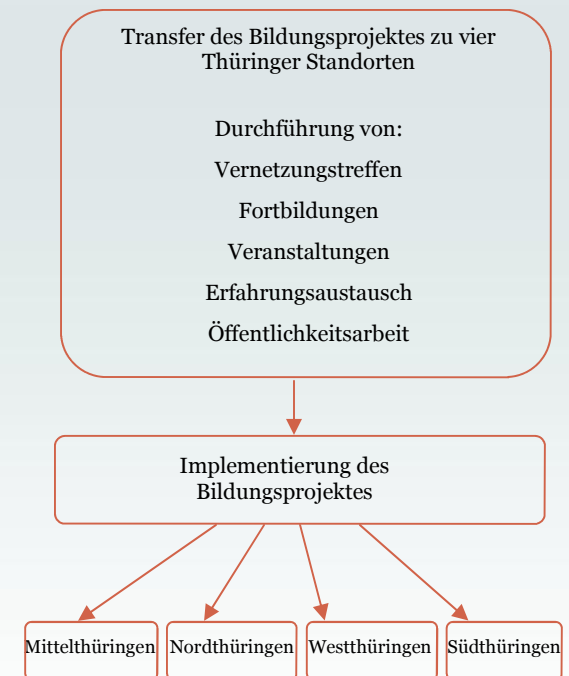 Transfer des Bildungsprojektes zu vier
Thüringer Standorten
Durchführung von:
Vernetzungstreffen
Fortbildungen
Veranstaltungen
Erfahrungsaustausch
Öffentlichkeitsarbeit
Implementierung des
Bildungsprojektes
Mittelthüringen
Nordthüringen
Westthüringen
Südthüringen